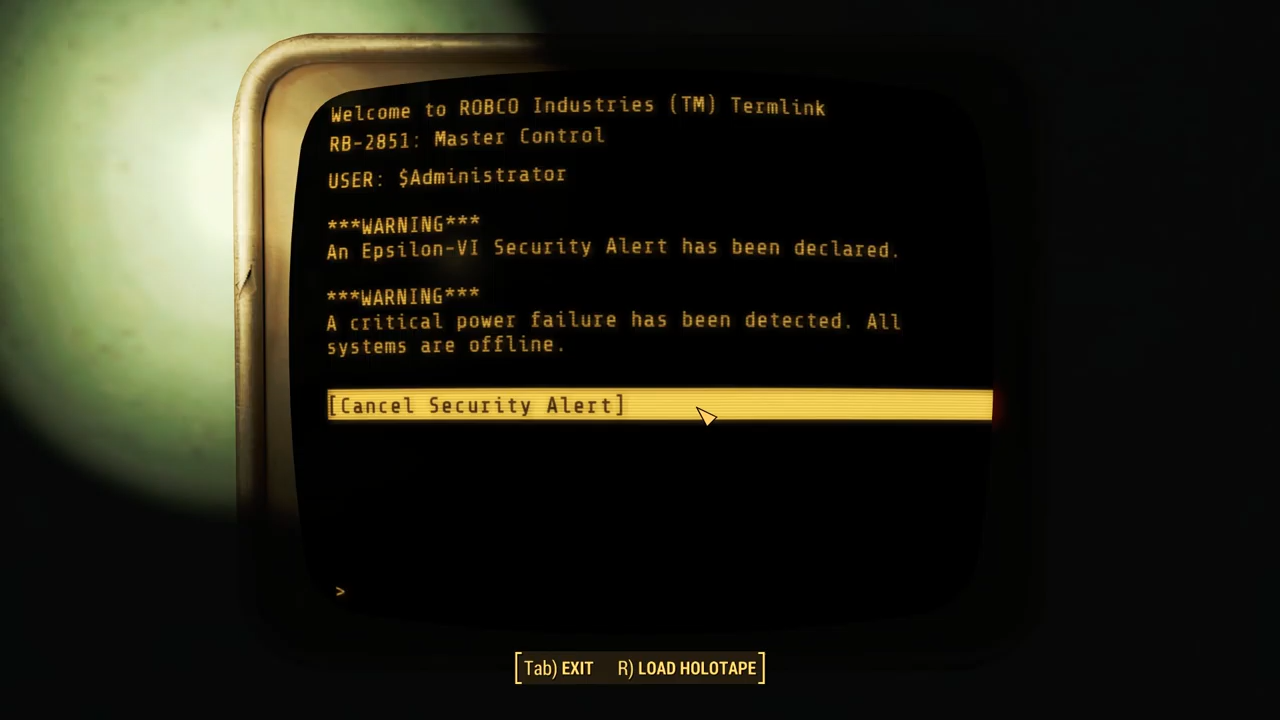 Welcome to ROBCO Industries (TM) Termlink
RB-2851: Master Control
USER: $Administrator
***WARNING***
An Epsilon-VI Security Alert has been declared.
***WARNING***
A critical power failure has been detected. All
systems are offline.
[Cancel Security Alert]
>
Tab) EXIT R) LOAD HOLOTAPE